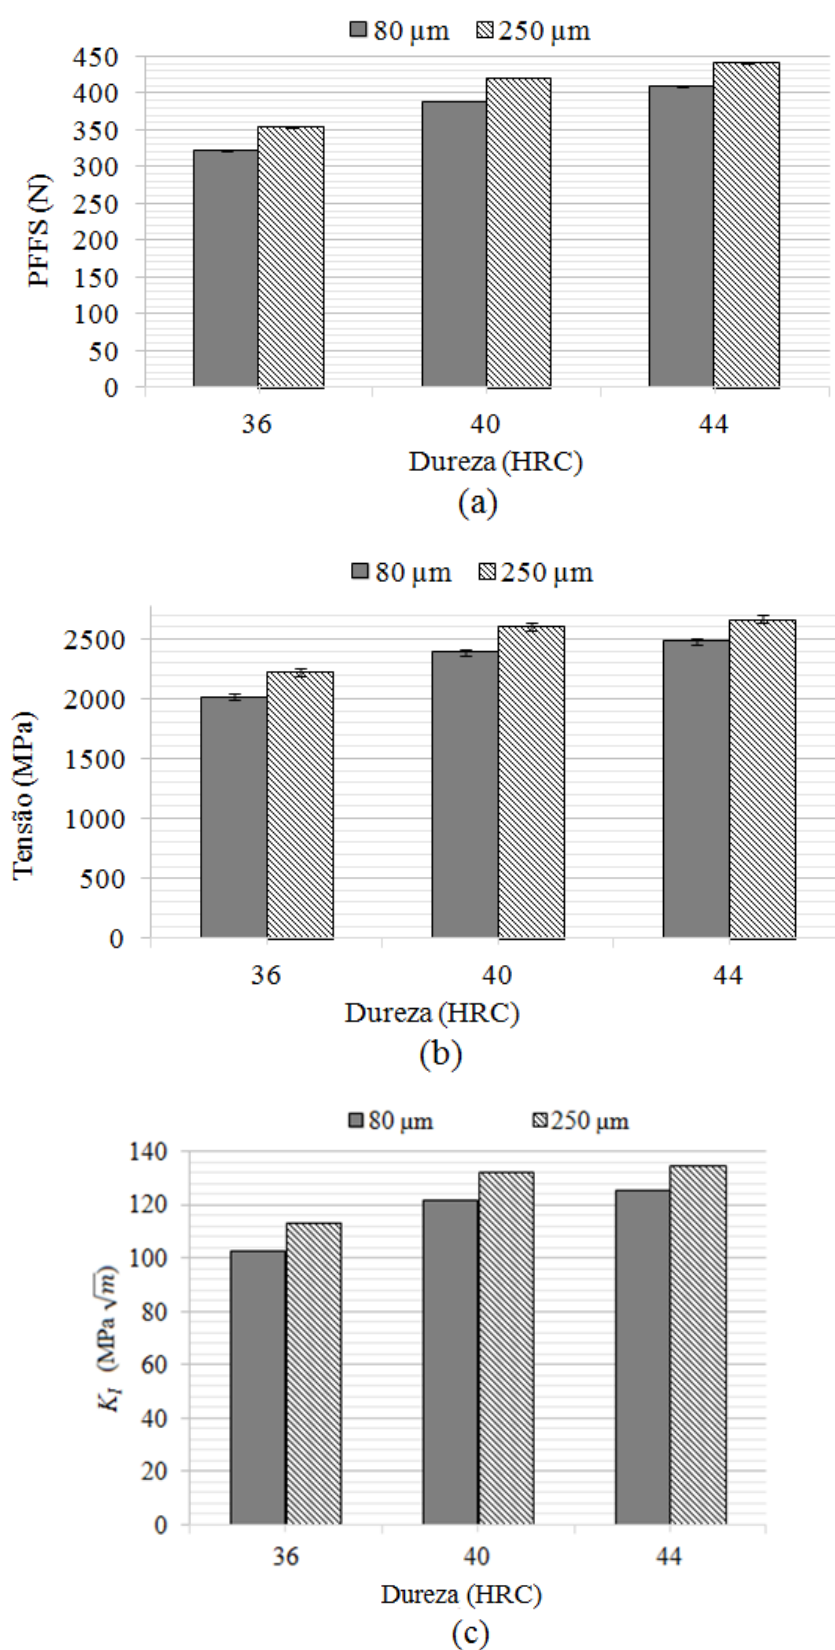 80 µm 250 µm
450
400
350
300
250
200
150
100
50
0
PFFS (N)
36 40 44
Dureza (HRC)
(a)
80 µm 250 µm
2500
2000
1500
1000
500
0
Tensão (MPa)
36 40 44
Dureza (HRC)
(b)
80 µm 250 µm
140
120
100
80
60
40
20
0
K_I (MPa √m)
36 40 44
Dureza (HRC)
(c)